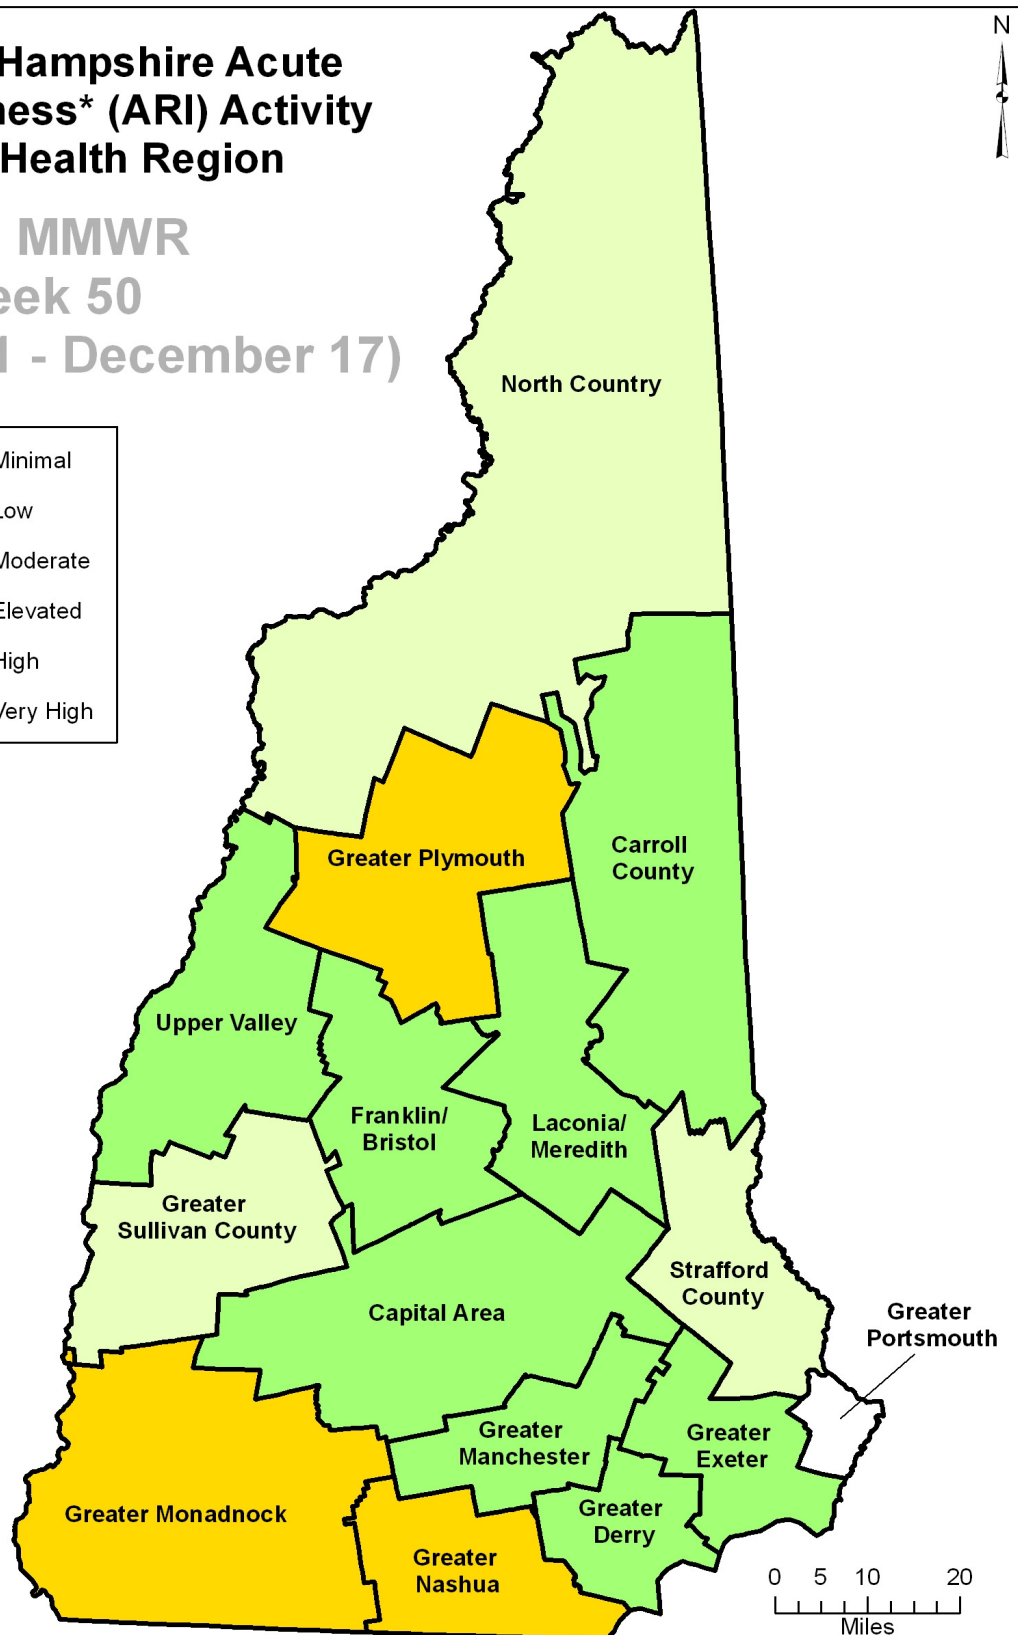 Hampshire Acute
ness* (ARI) Activity
Health Region
MMWR
eek 50
1 - December 17)
N
Minimal
Low
Moderate
Elevated
High
Very High
North Country
Greater Plymouth
Carroll
County
Upper Valley
Franklin/
Bristol
Laconia/
Meredith
Greater
Sullivan County
Strafford
County
Capital Area
Greater
Portsmouth
Greater
Manchester
Greater
Exeter
Greater Monadnock
Greater
Derry
Greater
Nashua
0 5 10 20
Miles